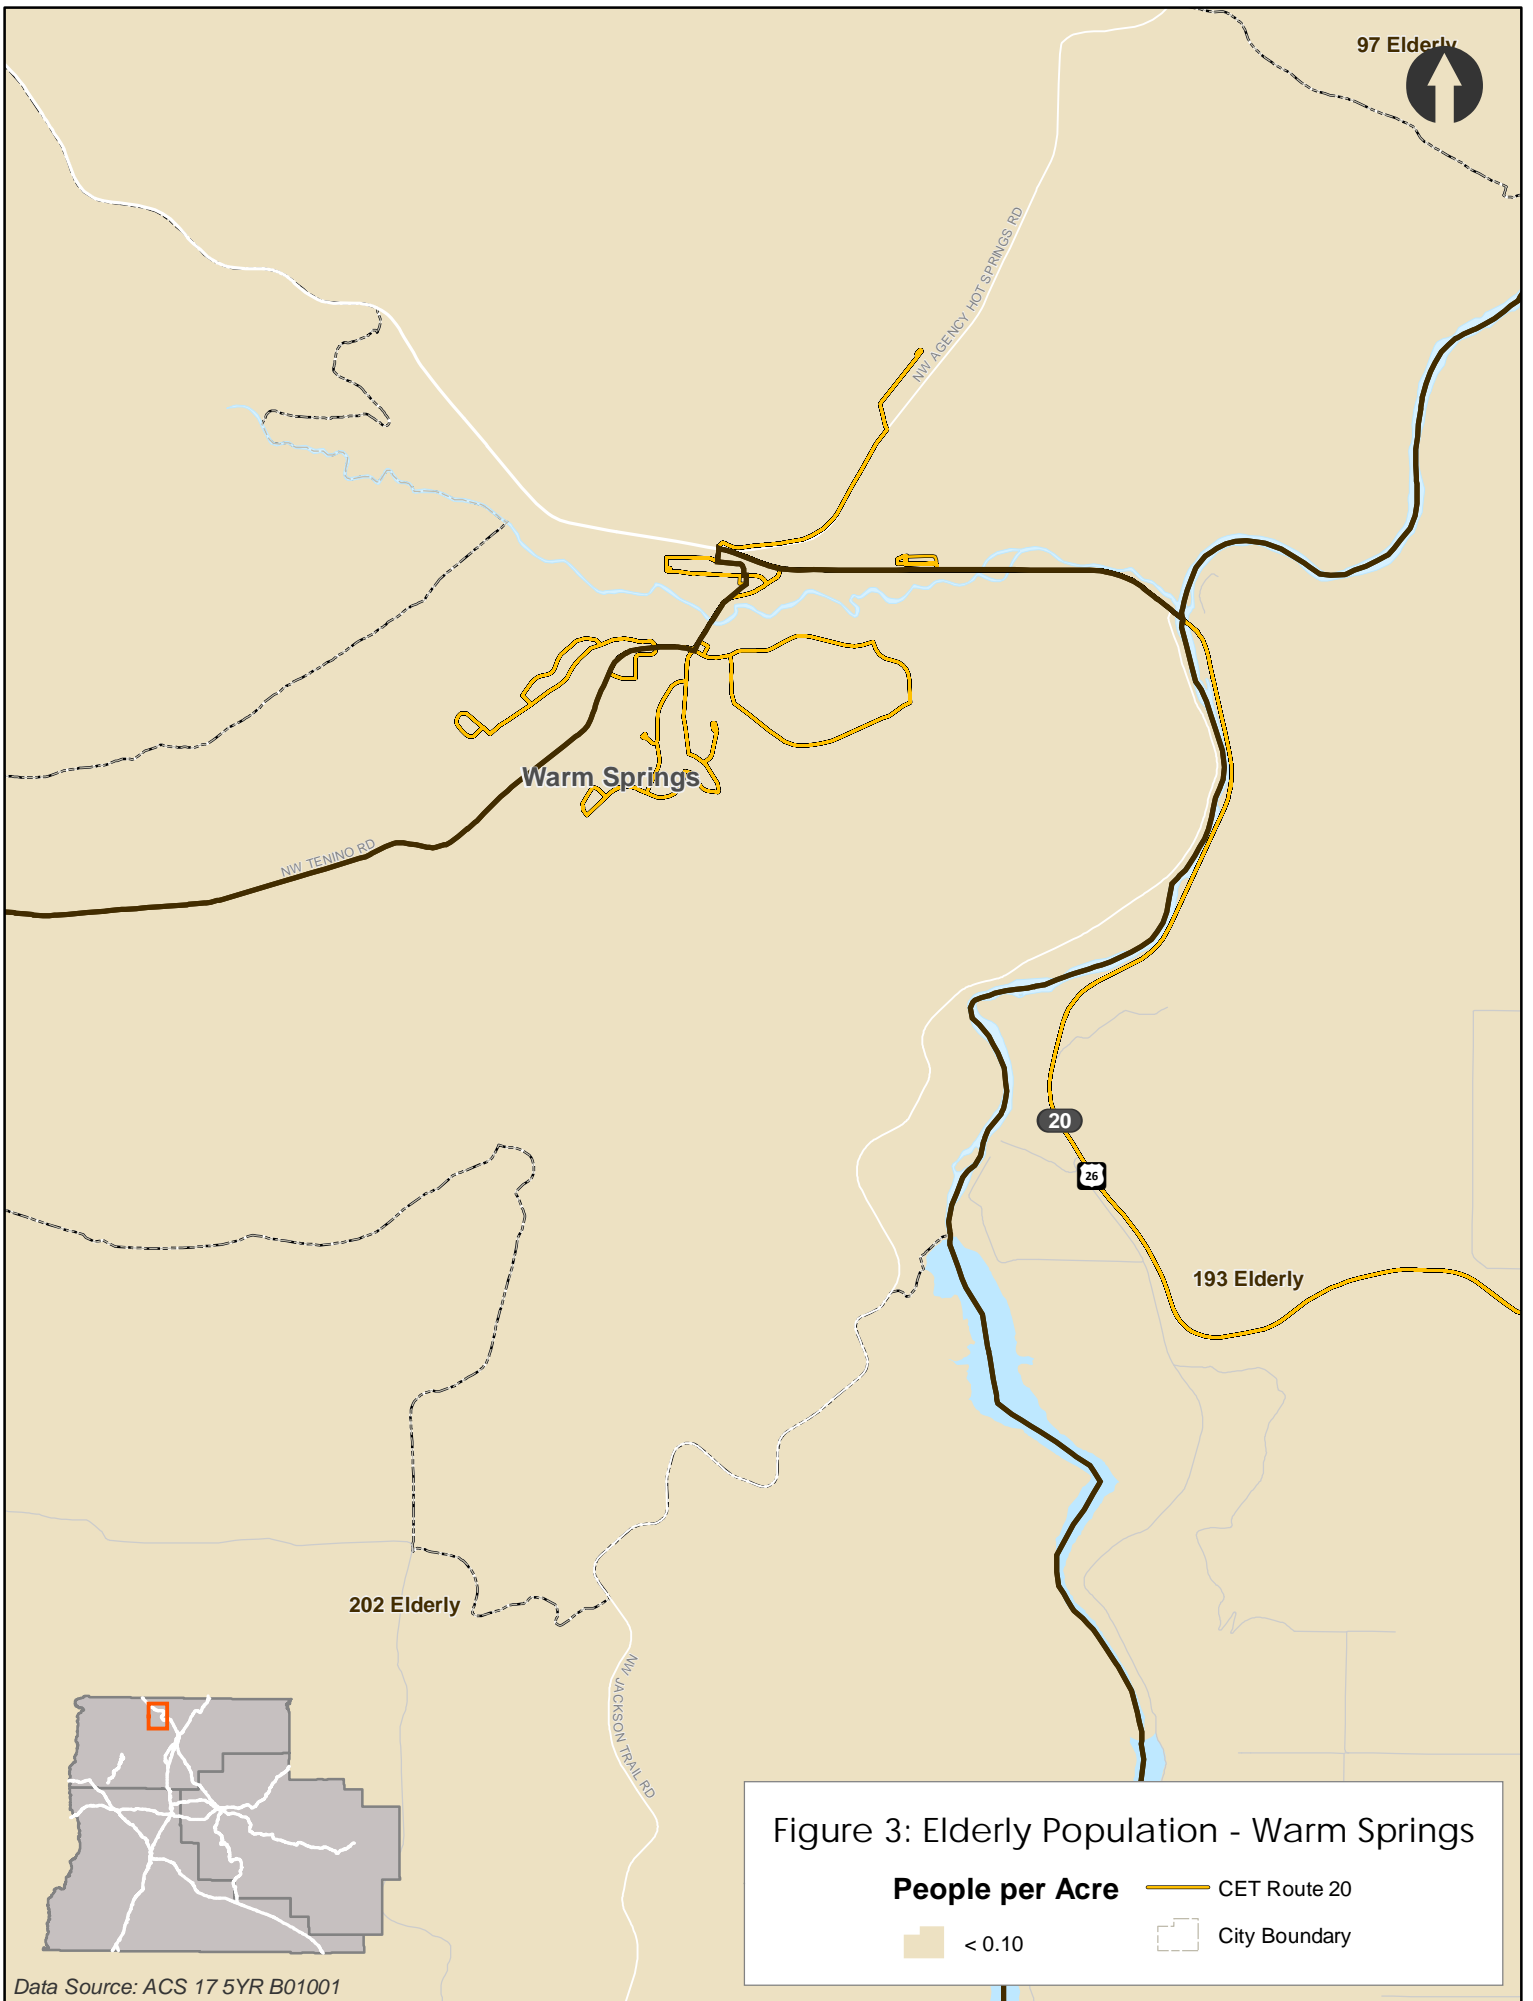 97 Elderly
NW AGENCY HOT SPRINGS RD
Warm Springs
NW TENINO RD
20
26
193 Elderly
202 Elderly
NW JACKSON TRAIL RD
Figure 3: Elderly Population - Warm Springs
People per Acre
CET Route 20
< 0.10
City Boundary
Data Source: ACS 17 5YR B01001